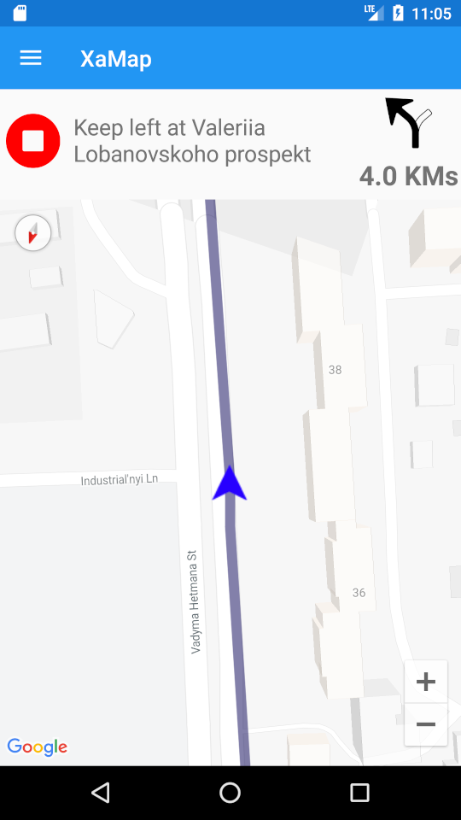 LTE 11:05
XaMap
Keep left at Valeriia
Lobanovskoho prospekt
4.0 KMs
38
Industrial'nyi Ln
Vadyma Hetmana St
36
+
−
Google